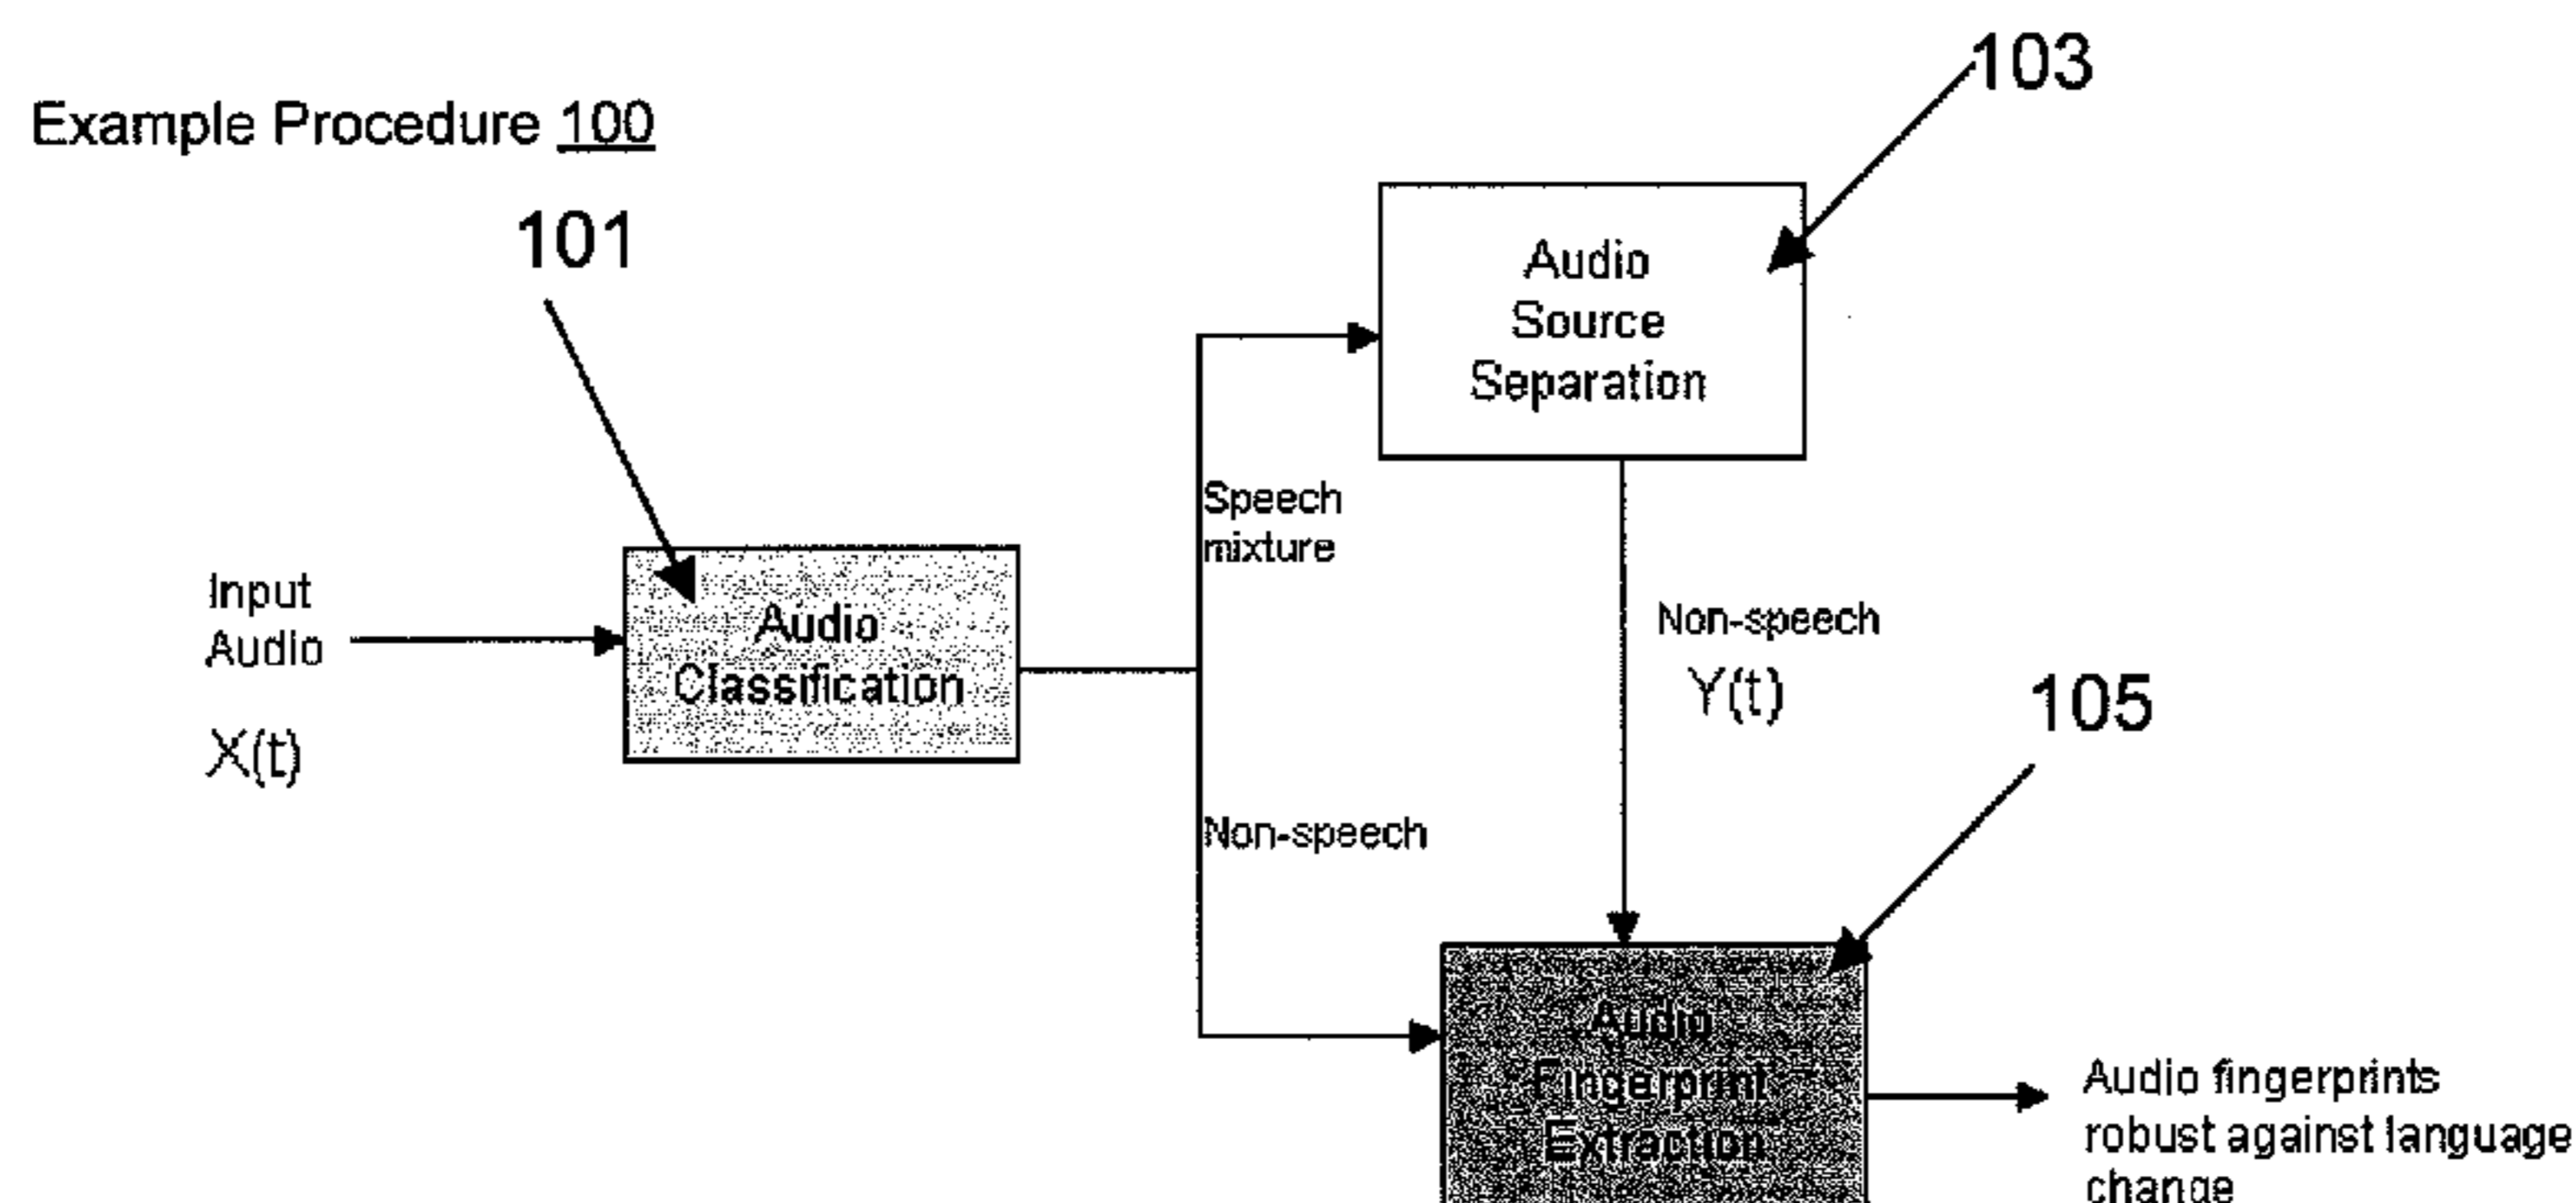 103
Example Procedure 100
101
Audio
Source
Separation
Speech
mixture
Input
Audio
X(t)
Audio
Classification
Non-speech
Y(t)
105
Non-speech
Audio
Fingerprint
Extraction
Audio fingerprints
robust against language
change